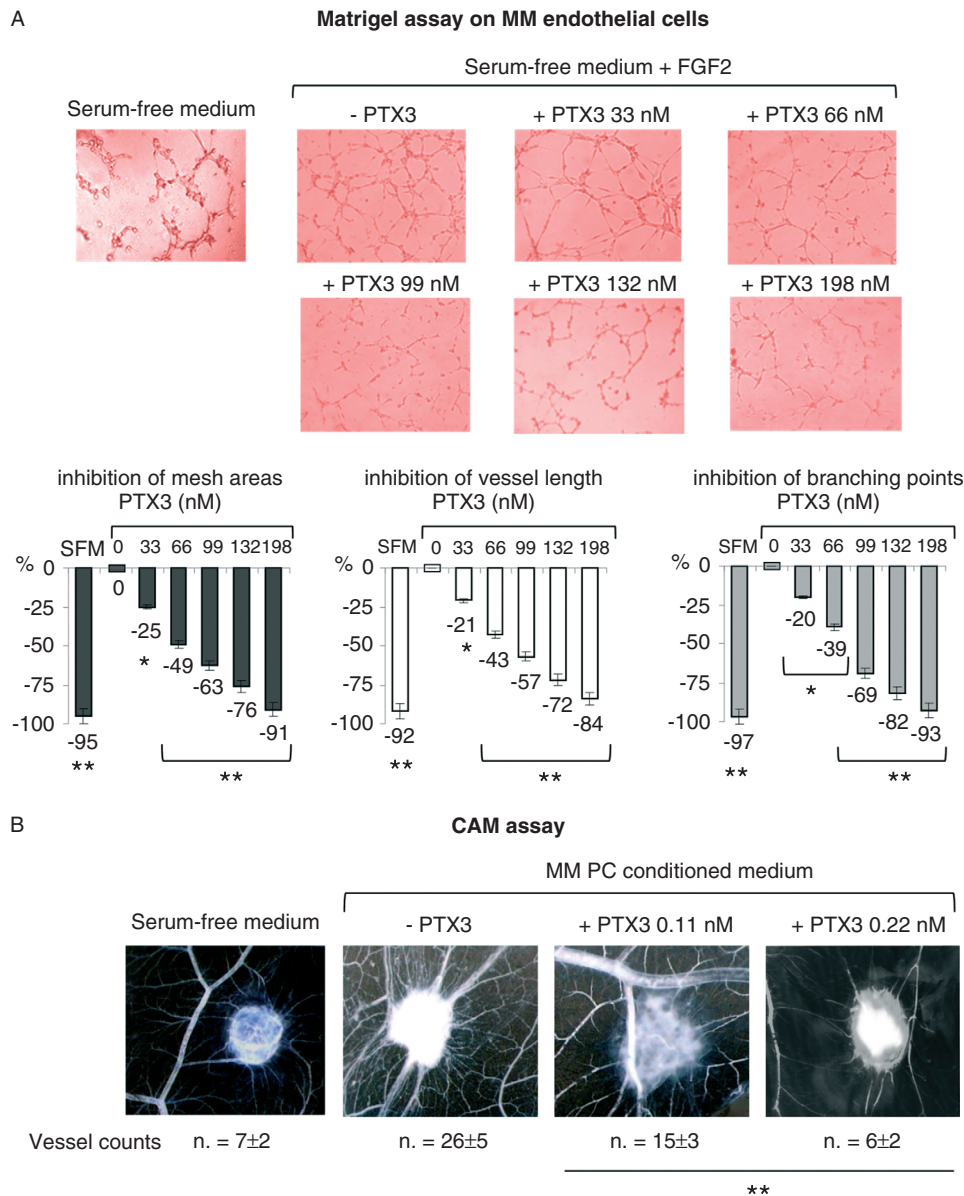 A
Matrigel assay on MM endothelial cells
Serum-free medium + FGF2
Serum-free medium
- PTX3
+ PTX3 33 nM
+ PTX3 66 nM
+ PTX3 99 nM
+ PTX3 132 nM
+ PTX3 198 nM
inhibition of mesh areas
PTX3 (nM)
SFM 0 33 66 99 132 198
% 0
-25
-50
-75
-100
0
-25
*
-49
-63
-76
-91
-95
**
**
inhibition of vessel length
PTX3 (nM)
SFM 0 33 66 99 132 198
% 0
-25
-50
-75
-100
-21
*
-43
-57
-72
-84
-92
**
**
inhibition of branching points
PTX3 (nM)
SFM 0 33 66 99 132 198
% 0
-25
-50
-75
-100
-20
-39
*
-69
-82
-93
-97
**
**
B
CAM assay
MM PC conditioned medium
Serum-free medium
- PTX3
+ PTX3 0.11 nM
+ PTX3 0.22 nM
Vessel counts n. = 7±2 n. = 26±5 n. = 15±3 n. = 6±2
**